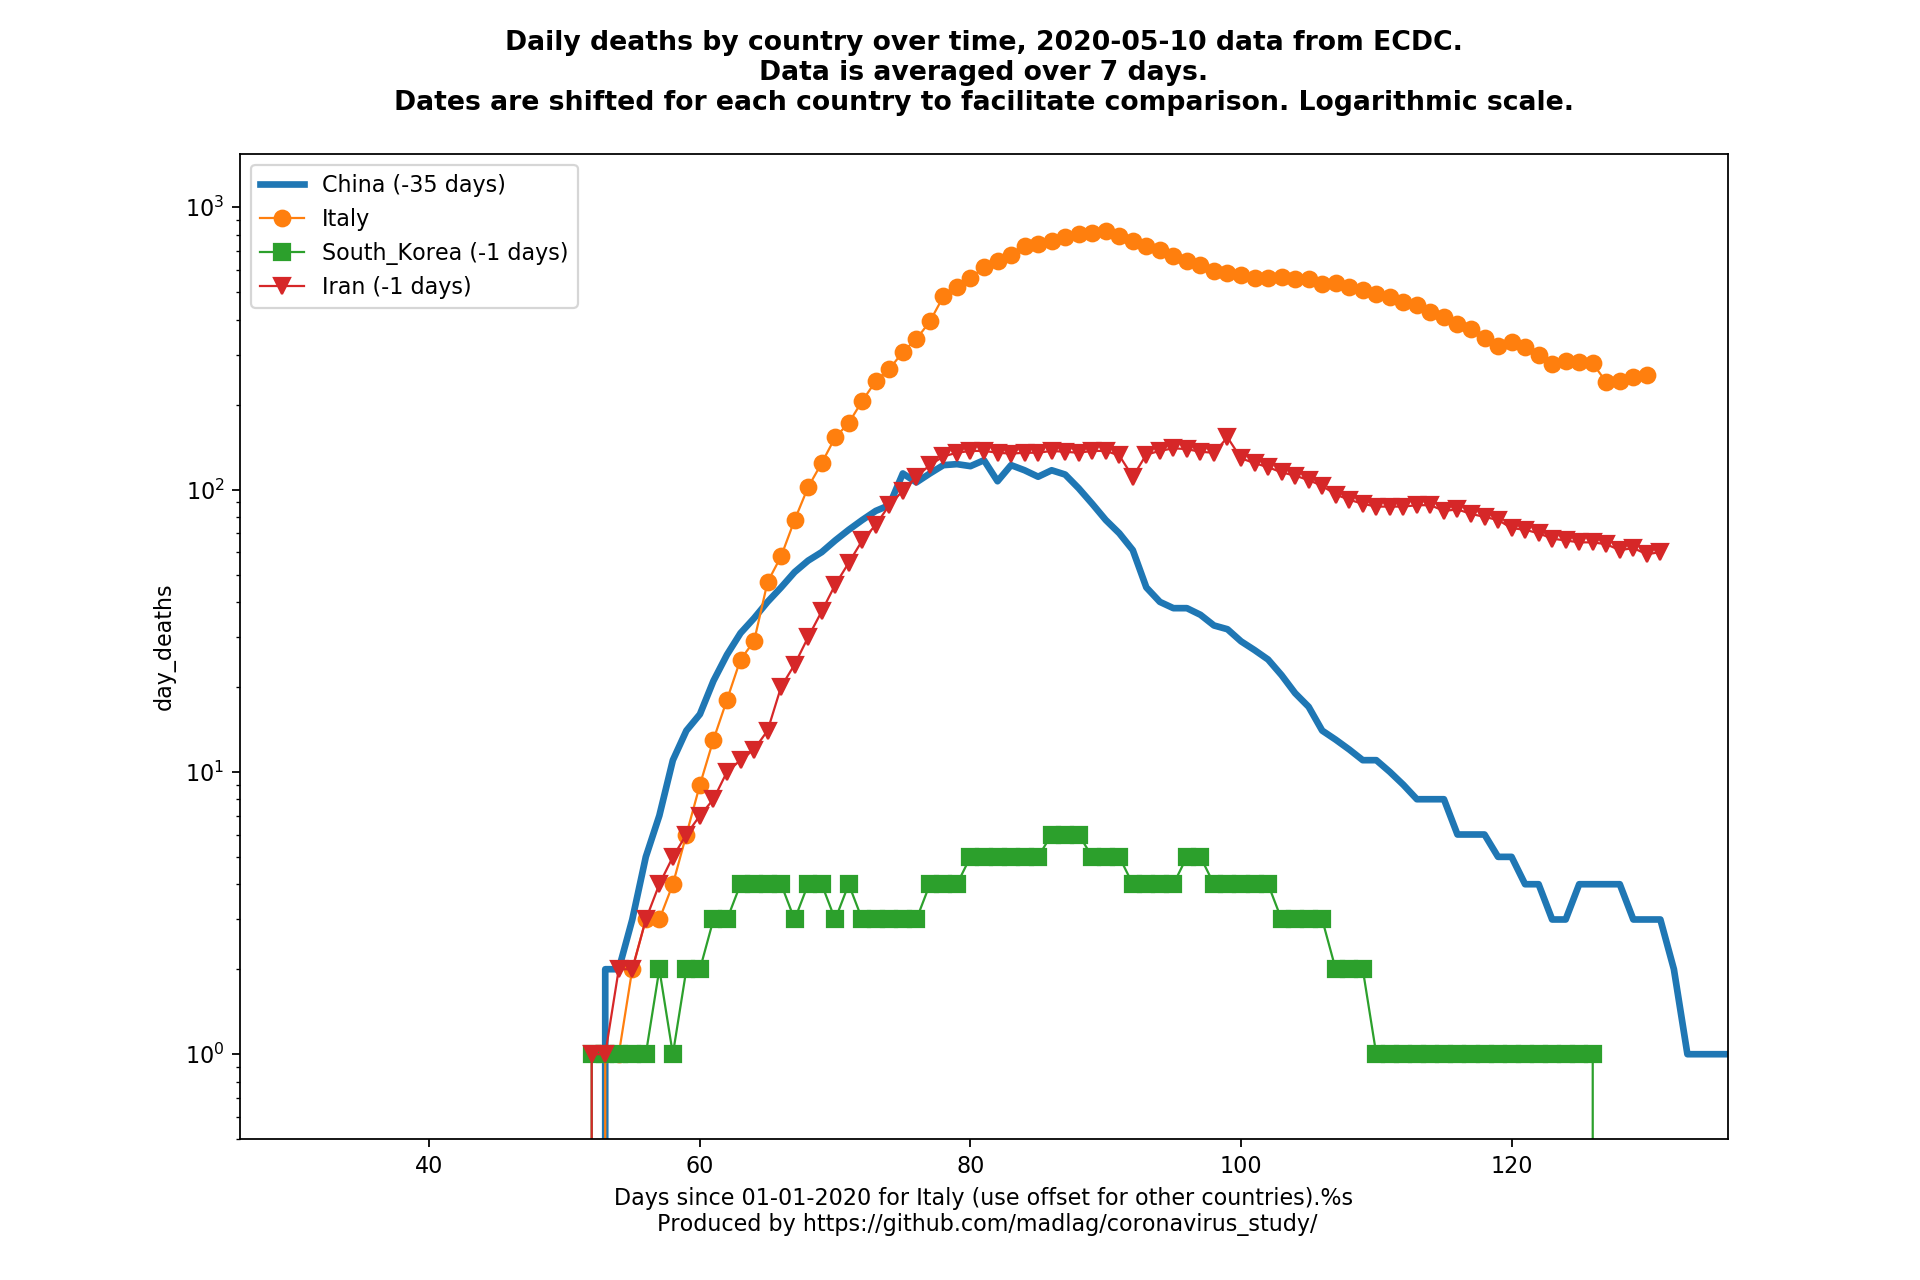 Daily deaths by country over time, 2020-05-10 data from ECDC.
Data is averaged over 7 days.
Dates are shifted for each country to facilitate comparison. Logarithmic scale.
China (-35 days)
Italy
South_Korea (-1 days)
Iran (-1 days)
10³
10²
10¹
10⁰
day_deaths
40 60 80 100 120
Days since 01-01-2020 for Italy (use offset for other countries).%s
Produced by https://github.com/madlag/coronavirus_study/